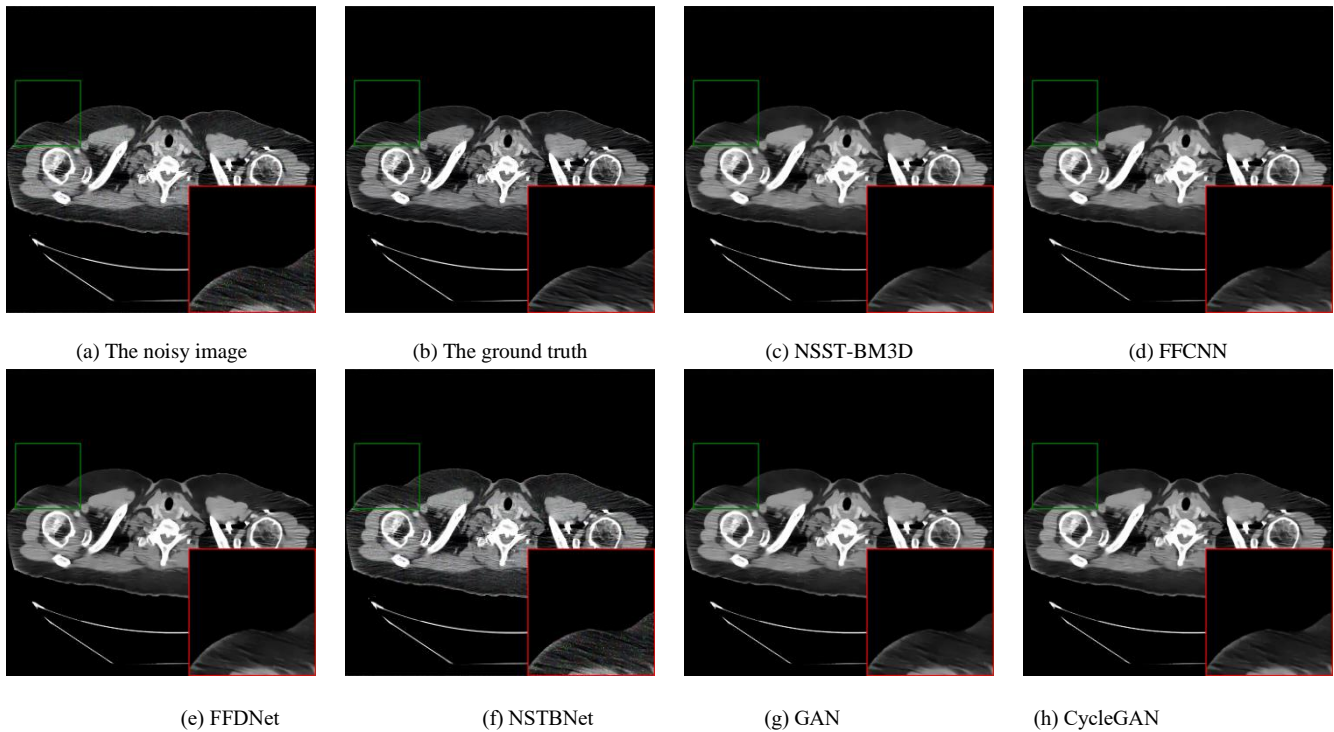 (a) The noisy image (b) The ground truth (c) NSST-BM3D (d) FFCNN
(e) FFDNet (f) NSTBNet (g) GAN (h) CycleGAN